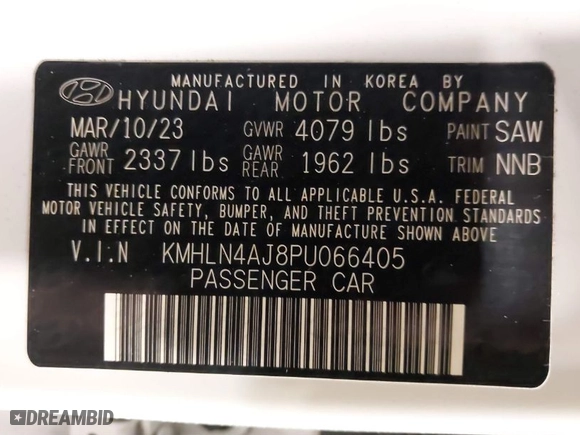 MANUFACTURED IN KOREA BY
HYUNDAI MOTOR COMPANY
MAR/10/23 GVWR 4079 lbs PAINT SAW
GAWR FRONT 2337 lbs GAWR REAR 1962 lbs TRIM NNB
THIS VEHICLE CONFORMS TO ALL APPLICABLE U.S.A. FEDERAL
MOTOR VEHICLE SAFETY, BUMPER, AND THEFT PREVENTION STANDARDS
IN EFFECT ON THE DATE OF MANUFACTURE SHOWN ABOVE
V.I.N KMHLN4AJ8PU066405
PASSENGER CAR
DREAMBID